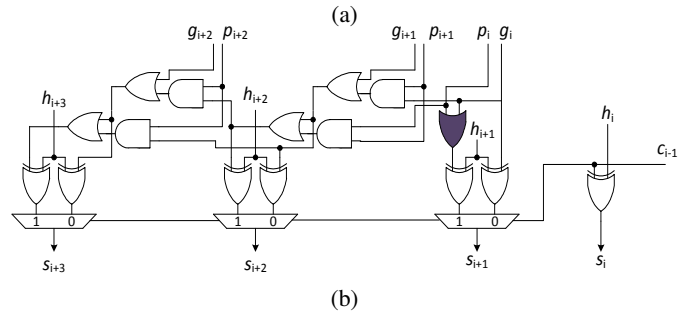 (a)
g_{i+2} p_{i+2} g_{i+1} p_{i+1} p_i g_i
h_{i+3} h_{i+2} h_{i+1} h_i
c_{i-1}
1 0 1 0 1 0
s_{i+3} s_{i+2} s_{i+1} s_i
(b)